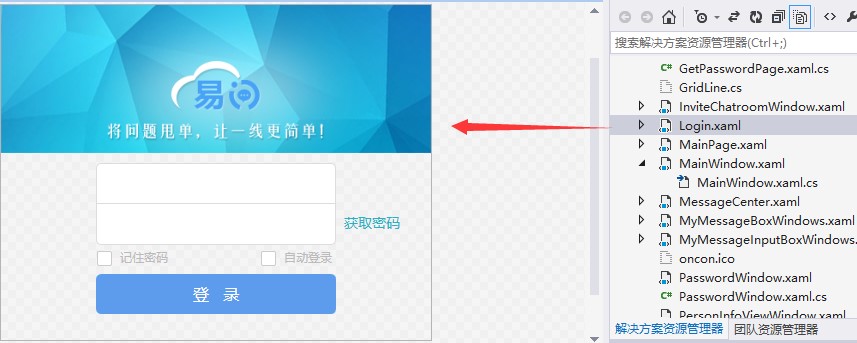 易问
将问题甩单，让一线更简单！
获取密码
记住密码
自动登录
登 录
搜索解决方案资源管理器(Ctrl+;)
C# GetPasswordPage.xaml.cs
GridLine.cs
InviteChatroomWindow.xaml
Login.xaml
MainPage.xaml
MainWindow.xaml
MainWindow.xaml.cs
MessageCenter.xaml
MyMessageBoxWindows.xaml
MyMessageInputBoxWindows.
oncon.ico
PasswordWindow.xaml
C# PasswordWindow.xaml.cs
PersonInfoViewWindow.xaml
解决方案资源管理器 团队资源管理器